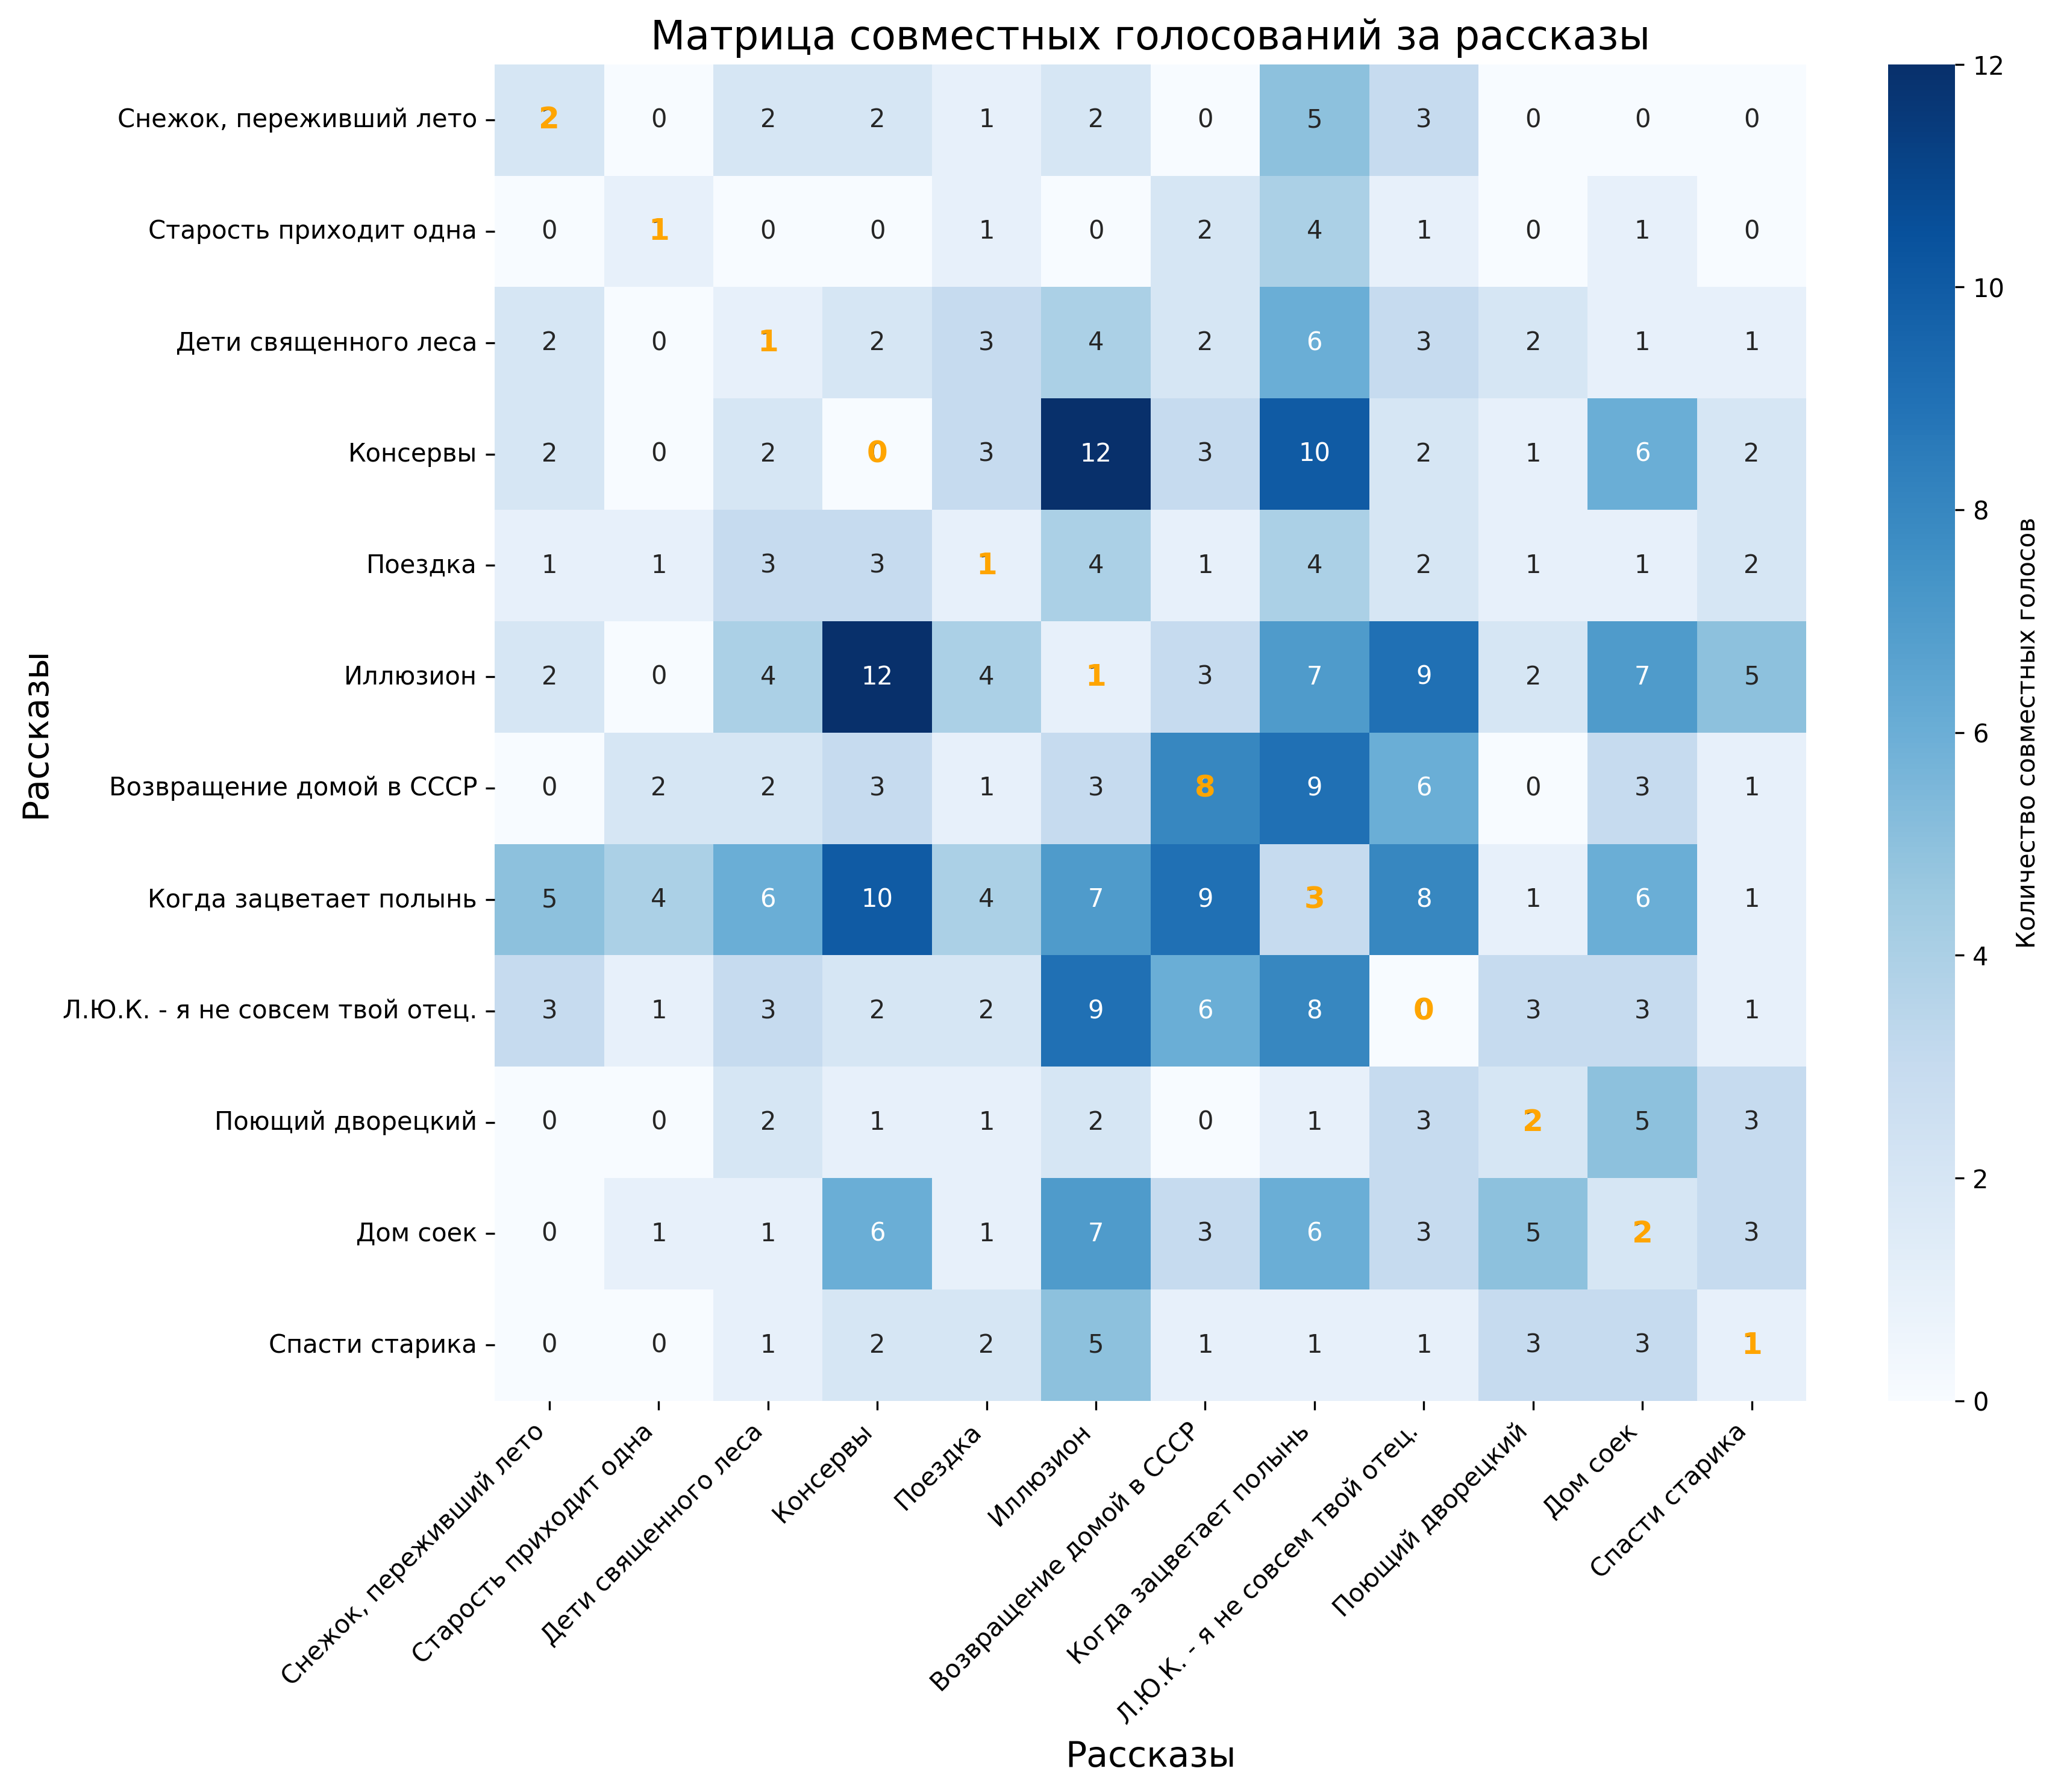 Матрица совместных голосований за рассказы
Снежок, переживший лето 2 0 2 2 1 2 0 5 3 0 0 0
Старость приходит одна 0 1 0 0 1 0 2 4 1 0 1 0
Дети священного леса 2 0 1 2 3 4 2 6 3 2 1 1
Консервы 2 0 2 0 3 12 3 10 2 1 6 2
Поездка 1 1 3 3 1 4 1 4 2 1 1 2
Иллюзион 2 0 4 12 4 1 3 7 9 2 7 5
Возвращение домой в СССР 0 2 2 3 1 3 8 9 6 0 3 1
Когда зацветает полынь 5 4 6 10 4 7 9 3 8 1 6 1
Л.Ю.К. - я не совсем твой отец. 3 1 3 2 2 9 6 8 0 3 3 1
Поющий дворецкий 0 0 2 1 1 2 0 1 3 2 5 3
Дом соек 0 1 1 6 1 7 3 6 3 5 2 3
Спасти старика 0 0 1 2 2 5 1 1 1 3 3 1
Рассказы
Снежок, переживший лето
Старость приходит одна
Дети священного леса
Консервы
Поездка
Иллюзион
Возвращение домой в СССР
Когда зацветает полынь
Л.Ю.К. - я не совсем твой отец.
Поющий дворецкий
Дом соек
Спасти старика
Рассказы
12
10
8
6
4
2
0
Количество совместных голосов